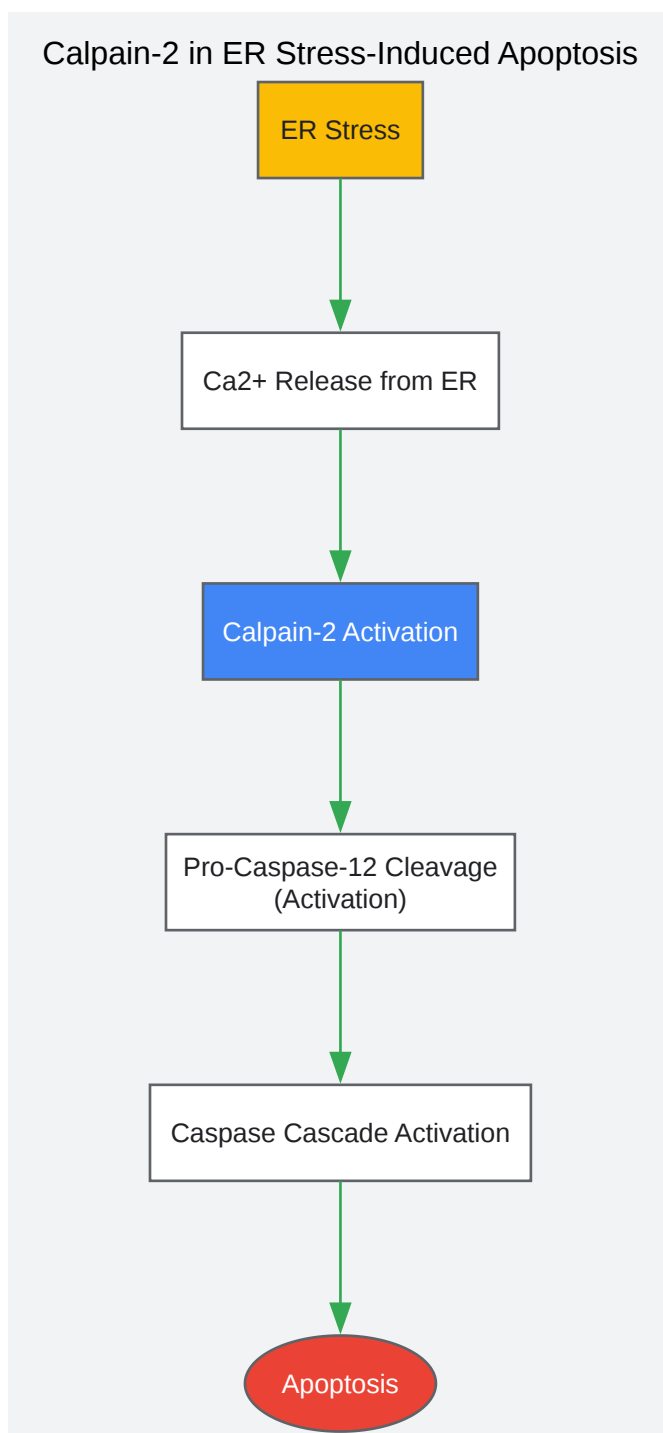 Calpain-2 in ER Stress-Induced Apoptosis
ER Stress
Ca2+ Release from ER
Calpain-2 Activation
Pro-Caspase-12 Cleavage
(Activation)
Caspase Cascade Activation
Apoptosis